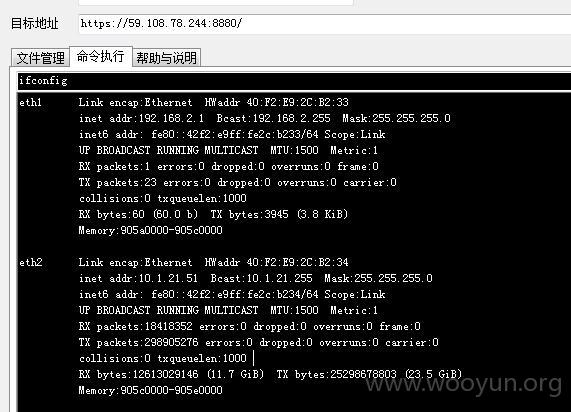 目标地址 https://59.108.78.244:8880/
文件管理 命令执行 帮助与说明
ifconfig
eth1 Link encap:Ethernet HWaddr 40:F2:E9:2C:B2:33
inet addr:192.168.2.1 Bcast:192.168.2.255 Mask:255.255.255.0
inet6 addr: fe80::42f2:e9ff:fe2c:b233/64 Scope:Link
UP BROADCAST RUNNING MULTICAST MTU:1500 Metric:1
RX packets:1 errors:0 dropped:0 overruns:0 frame:0
TX packets:23 errors:0 dropped:0 overruns:0 carrier:0
collisions:0 txqueuelen:1000
RX bytes:60 (60.0 b) TX bytes:3945 (3.8 KiB)
Memory:905a0000-905c0000
eth2 Link encap:Ethernet HWaddr 40:F2:E9:2C:B2:34
inet addr:10.1.21.51 Bcast:10.1.21.255 Mask:255.255.255.0
inet6 addr: fe80::42f2:e9ff:fe2c:b234/64 Scope:Link
UP BROADCAST RUNNING MULTICAST MTU:1500 Metric:1
RX packets:18418352 errors:0 dropped:0 overruns:0 frame:0
TX packets:298905276 errors:0 dropped:0 overruns:0 carrier:0
collisions:0 txqueuelen:1000
RX bytes:12613029146 (11.7 GiB) TX bytes:25298678803 (23.5 GiB)
Memory:905c0000-905e0000
www.wooyun.org